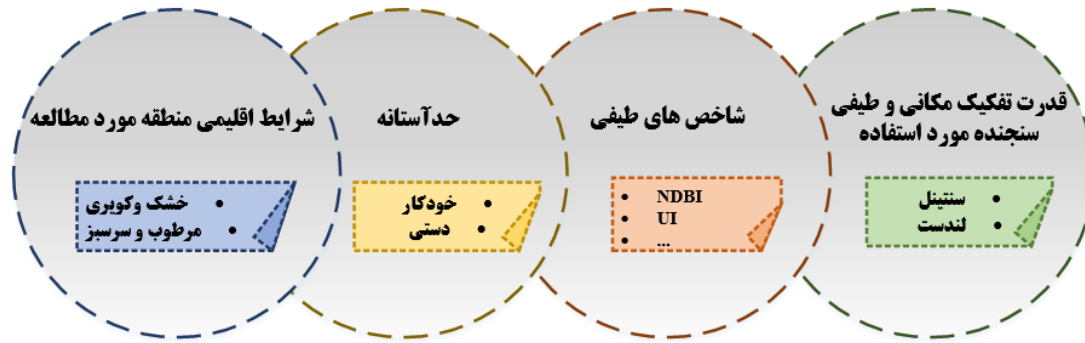 قدرت تفکیک مکانی و طیفی
سنجنده مورد استفاده
• سنتینل
• لندست
شاخص های طیفی
• NDBI
• UI
• ...
حدآستانه
• خودکار
• دستی
شرایط اقلیمی منطقه مورد مطالعه
• خشک وکویری
• مرطوب و سرسبز